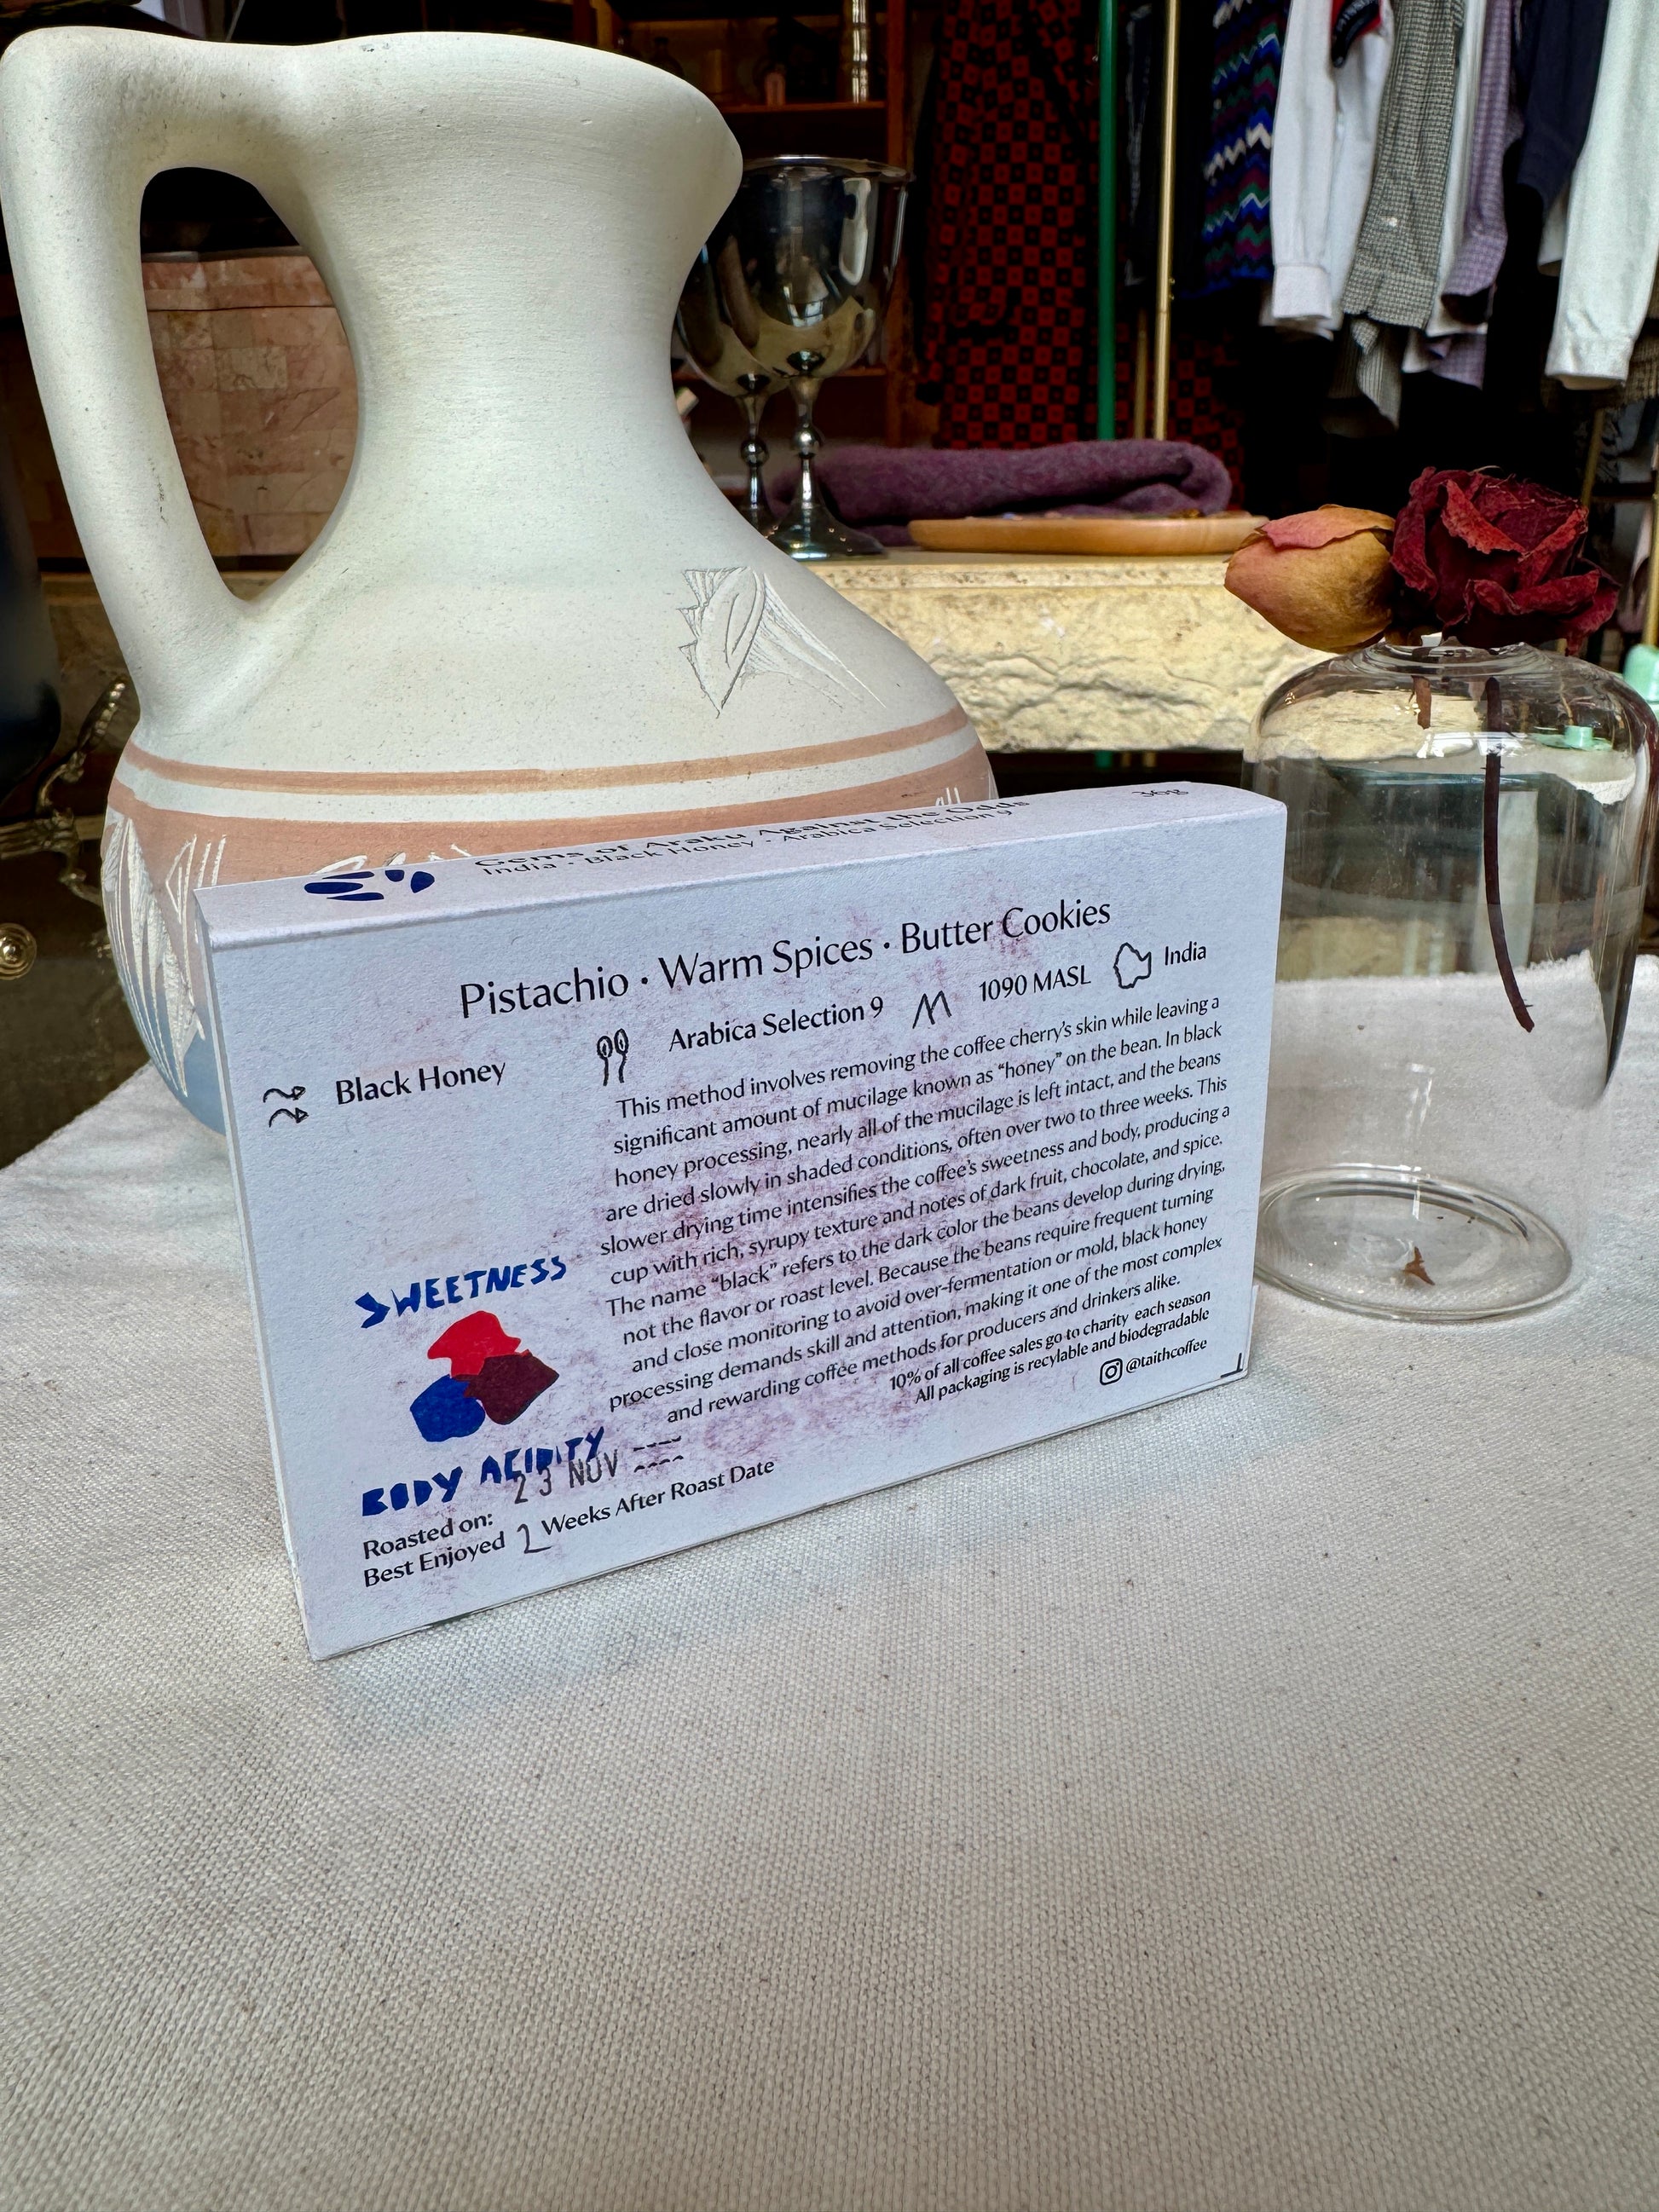 Gems of Araku Against the Odds
India · Black Honey · Arabica Selection 9
36g
Pistachio · Warm Spices · Butter Cookies
Black Honey
Arabica Selection 9
1090 MASL
India
This method involves removing the coffee cherry's skin while leaving a
significant amount of mucilage known as “honey” on the bean. In black
honey processing, nearly all of the mucilage is left intact, and the beans
are dried slowly in shaded conditions, often over two to three weeks. This
slower drying time intensifies the coffee's sweetness and body, producing a
cup with rich, syrupy texture and notes of dark fruit, chocolate, and spice.
The name “black” refers to the dark color the beans develop during drying,
not the flavor or roast level. Because the beans require frequent turning
and close monitoring to avoid over-fermentation or mold, black honey
processing demands skill and attention, making it one of the most complex
and rewarding coffee methods for producers and drinkers alike.
10% of all coffee sales go to charity each season
All packaging is recylable and biodegradable
@taithcoffee
SWEETNESS
BODY ACIDITY
23 NOV
Roasted on:
Best Enjoyed 2 Weeks After Roast Date